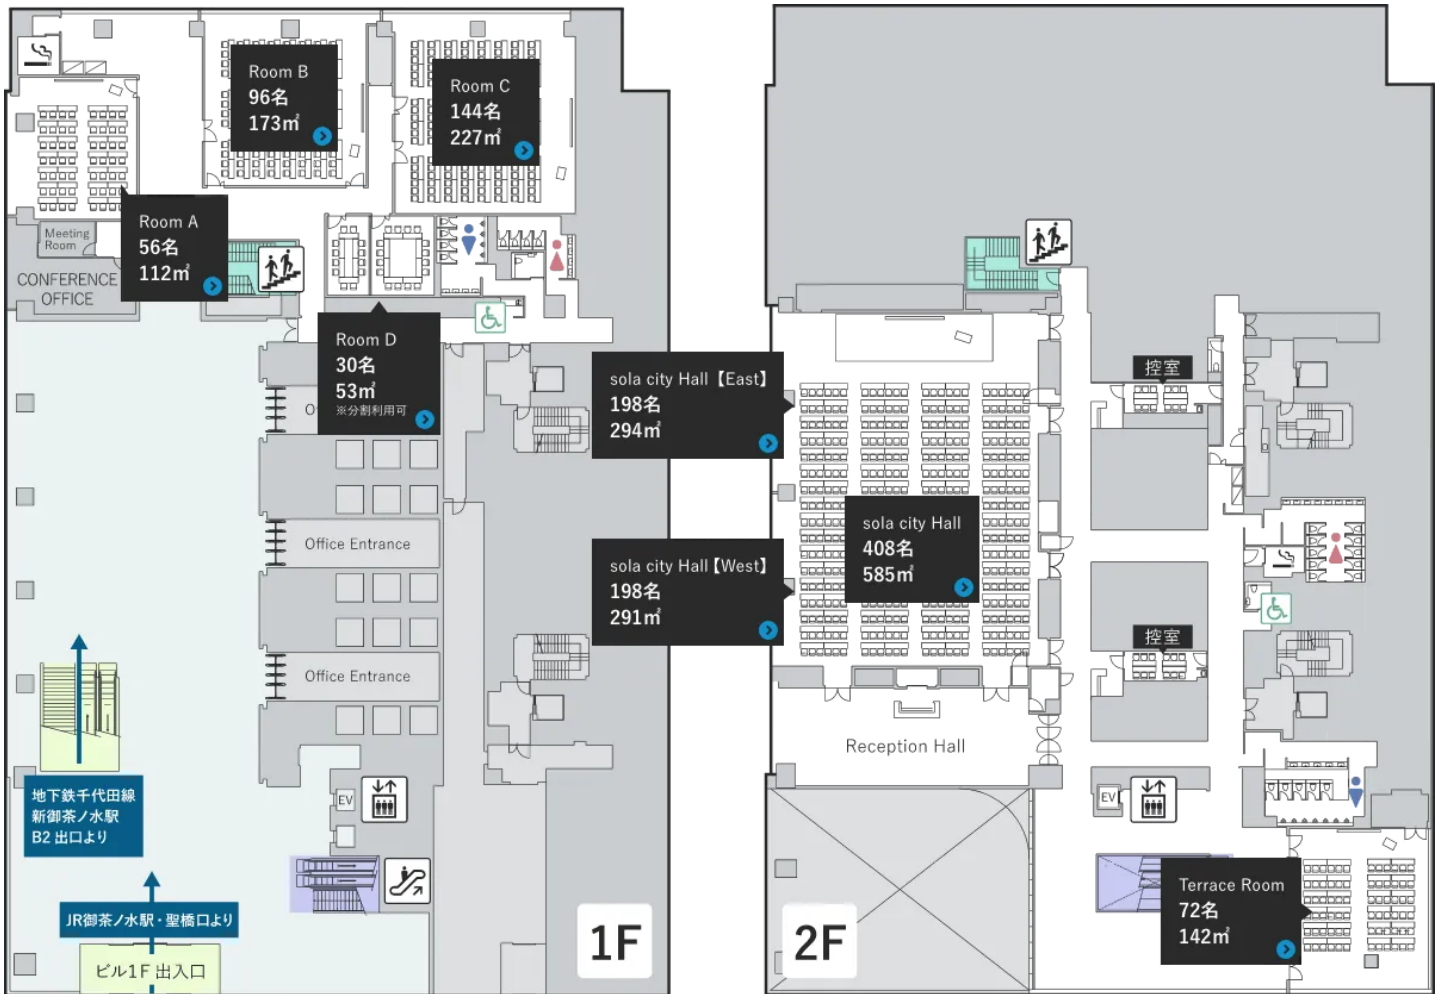 Room B
96名
173㎡
Room C
144名
227㎡
Room A
56名
112㎡
Meeting
Room
CONFERENCE
OFFICE
Room D
30名
53㎡
※分割利用可
Office Entrance
Office Entrance
EV
地下鉄千代田線
新御茶ノ水駅
B2 出口より
JR御茶ノ水駅・聖橋口より
ビル1F 出入口
1F
sola city Hall【East】
198名
294㎡
sola city Hall【West】
198名
291㎡
sola city Hall
408名
585㎡
控室
控室
Reception Hall
EV
Terrace Room
72名
142㎡
2F